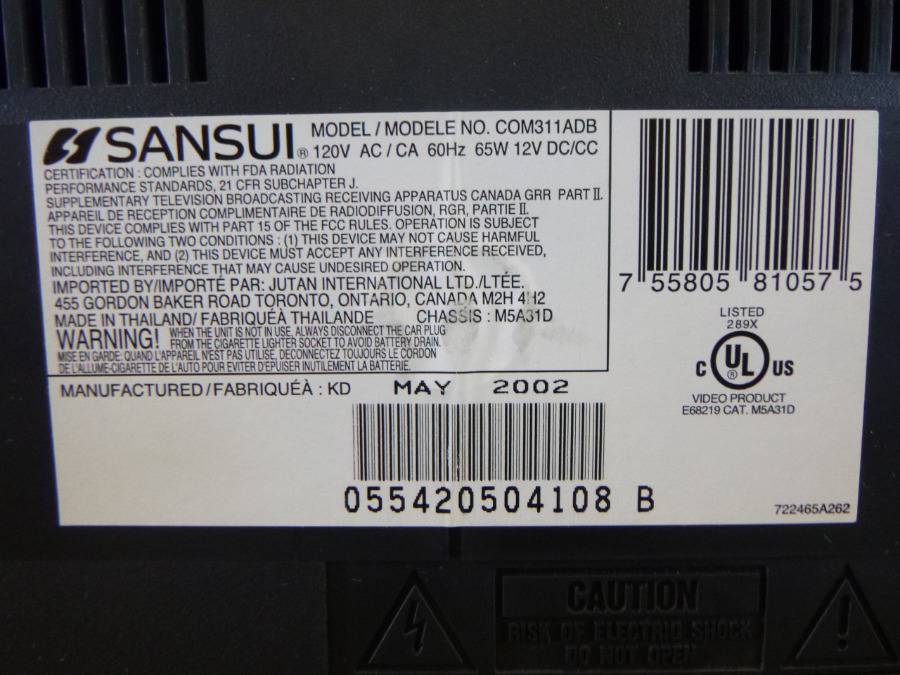 SANSUI® MODEL / MODELE NO. COM311ADB
120V AC / CA 60Hz 65W 12V DC/CC
CERTIFICATION : COMPLIES WITH FDA RADIATION
PERFORMANCE STANDARDS, 21 CFR SUBCHAPTER J.
SUPPLEMENTARY TELEVISION BROADCASTING RECEIVING APPARATUS CANADA GRR PART II.
APPAREIL DE RECEPTION COMPLIMENTAIRE DE RADIODIFFUSION, RGR, PARTIE II.
THIS DEVICE COMPLIES WITH PART 15 OF THE FCC RULES. OPERATION IS SUBJECT
TO THE FOLLOWING TWO CONDITIONS : (1) THIS DEVICE MAY NOT CAUSE HARMFUL
INTERFERENCE, AND (2) THIS DEVICE MUST ACCEPT ANY INTERFERENCE RECEIVED,
INCLUDING INTERFERENCE THAT MAY CAUSE UNDESIRED OPERATION.
IMPORTED BY/IMPORTÉ PAR: JUTAN INTERNATIONAL LTD./LTÉE.
455 GORDON BAKER ROAD TORONTO, ONTARIO, CANADA M2H 4H2
MADE IN THAILAND/ FABRIQUÉA THAILANDE CHASSIS : M5A31D
WARNING! WHEN THE UNIT IS NOT IN USE, ALWAYS DISCONNECT THE CAR PLUG
FROM THE CIGARETTE LIGHTER SOCKET TO AVOID BATTERY DRAIN.
MISE EN GARDE: QUAND L'APPAREIL N'EST PAS UTILISE, DECONNECTEZ TOUJOURS LE CORDON
DE L'ALLUME-CIGARETTE DE L'AUTO POUR EVITER D'EPUISER INUTILEMENT LA BATTERIE.
MANUFACTURED/FABRIQUÉA : KD MAY 2002
055420504108 B
7 55805 81057 5
LISTED
289X
C UL US
VIDEO PRODUCT
E68219 CAT. M5A31D
722465A262
CAUTION
RISK OF ELECTRIC SHOCK
DO NOT OPEN